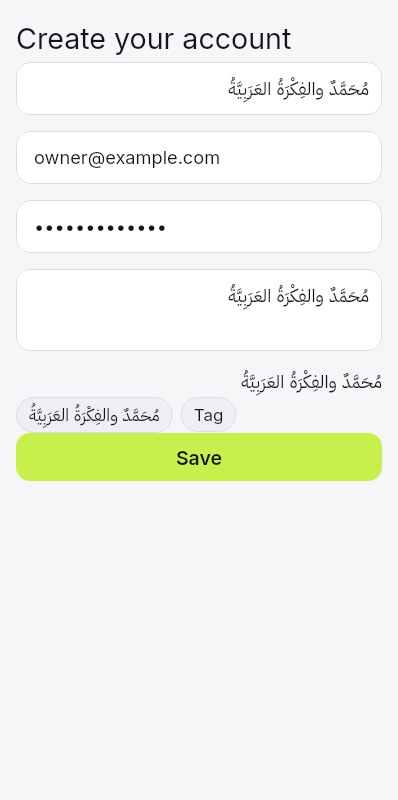 Create your account
مُحَمَّدٌ والفِكْرَةُ العَرَبِيَّةُ
owner@example.com
•••••••••••••
مُحَمَّدٌ والفِكْرَةُ العَرَبِيَّةُ
مُحَمَّدٌ والفِكْرَةُ العَرَبِيَّةُ
مُحَمَّدٌ والفِكْرَةُ العَرَبِيَّةُ Tag
Save